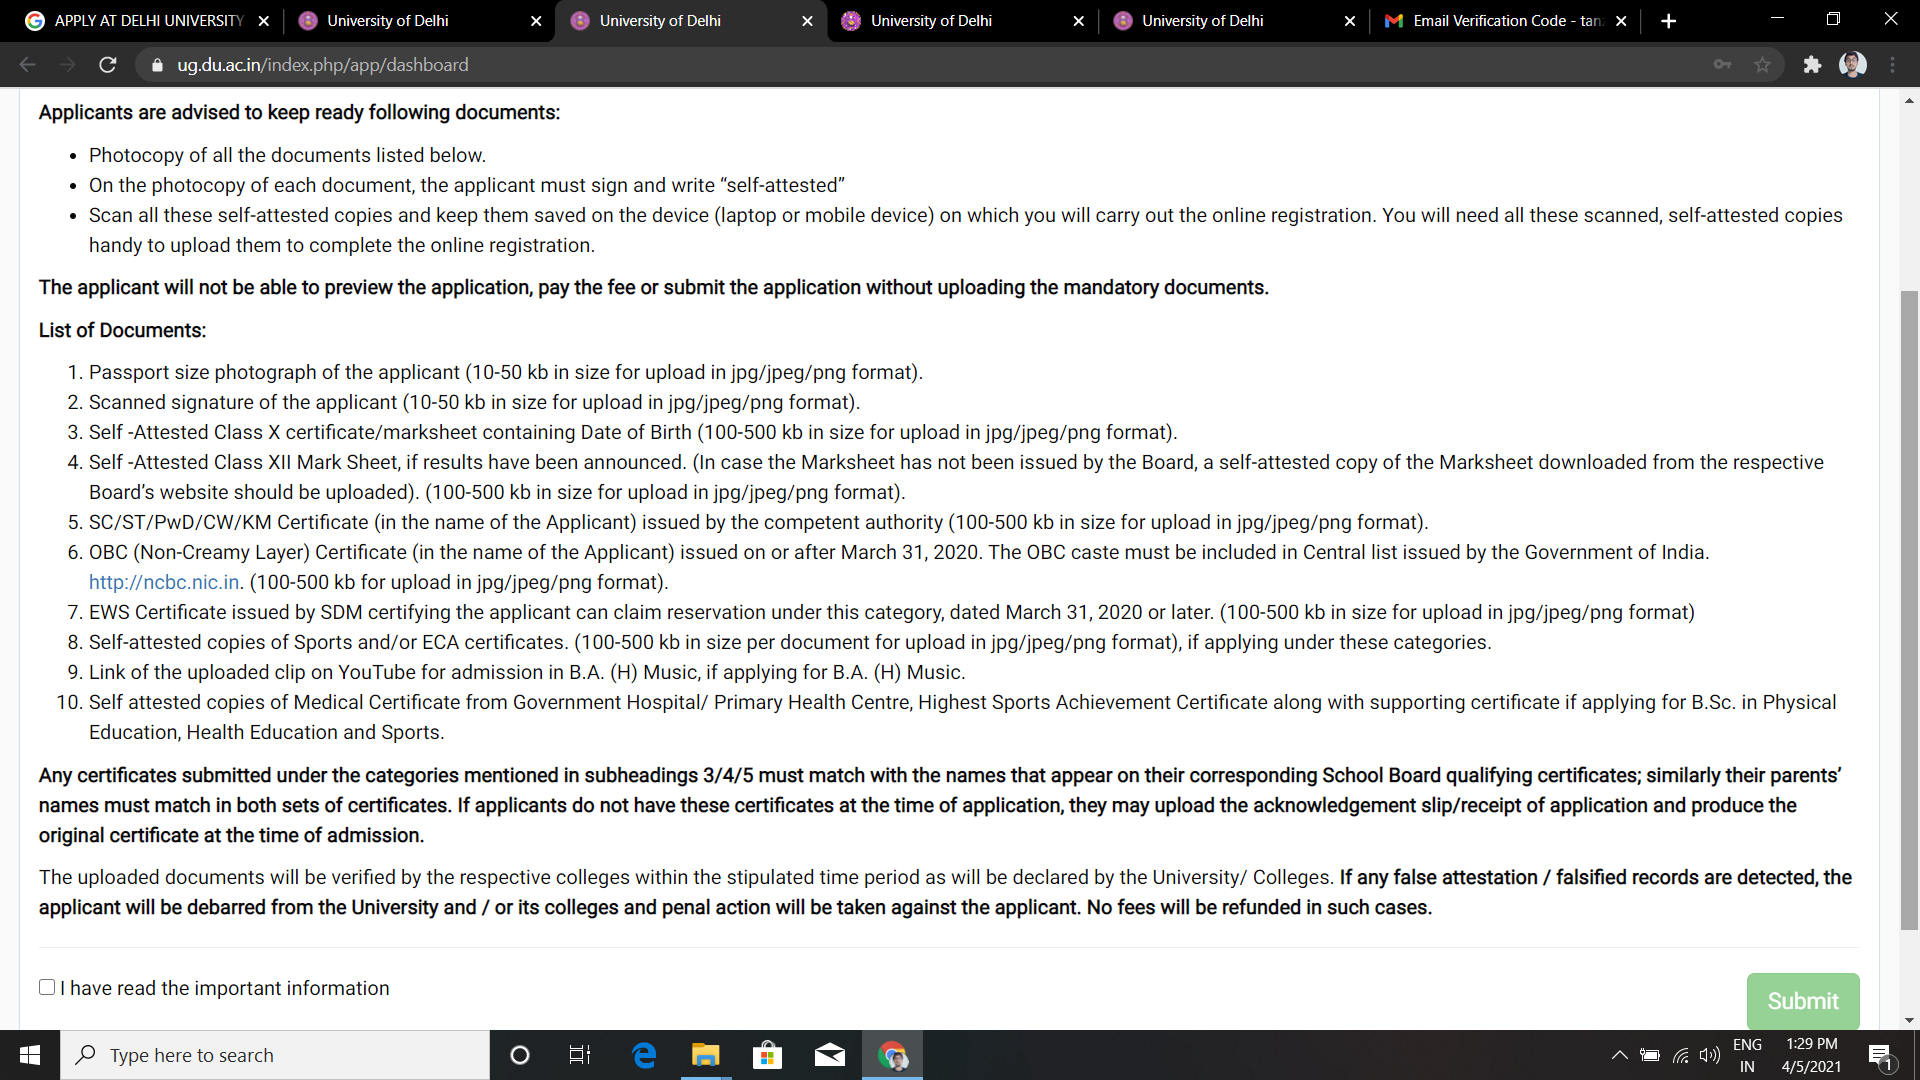 APPLY AT DELHI UNIVERSITY
University of Delhi
University of Delhi
University of Delhi
University of Delhi
Email Verification Code - tan
ug.du.ac.in/index.php/app/dashboard
Applicants are advised to keep ready following documents:
• Photocopy of all the documents listed below.
• On the photocopy of each document, the applicant must sign and write “self-attested”
• Scan all these self-attested copies and keep them saved on the device (laptop or mobile device) on which you will carry out the online registration. You will need all these scanned, self-attested copies
handy to upload them to complete the online registration.
The applicant will not be able to preview the application, pay the fee or submit the application without uploading the mandatory documents.
List of Documents:
1. Passport size photograph of the applicant (10-50 kb in size for upload in jpg/jpeg/png format).
2. Scanned signature of the applicant (10-50 kb in size for upload in jpg/jpeg/png format).
3. Self -Attested Class X certificate/marksheet containing Date of Birth (100-500 kb in size for upload in jpg/jpeg/png format).
4. Self -Attested Class XII Mark Sheet, if results have been announced. (In case the Marksheet has not been issued by the Board, a self-attested copy of the Marksheet downloaded from the respective
Board’s website should be uploaded). (100-500 kb in size for upload in jpg/jpeg/png format).
5. SC/ST/PwD/CW/KM Certificate (in the name of the Applicant) issued by the competent authority (100-500 kb in size for upload in jpg/jpeg/png format).
6. OBC (Non-Creamy Layer) Certificate (in the name of the Applicant) issued on or after March 31, 2020. The OBC caste must be included in Central list issued by the Government of India.
http://ncbc.nic.in. (100-500 kb for upload in jpg/jpeg/png format).
7. EWS Certificate issued by SDM certifying the applicant can claim reservation under this category, dated March 31, 2020 or later. (100-500 kb in size for upload in jpg/jpeg/png format)
8. Self-attested copies of Sports and/or ECA certificates. (100-500 kb in size per document for upload in jpg/jpeg/png format), if applying under these categories.
9. Link of the uploaded clip on YouTube for admission in B.A. (H) Music, if applying for B.A. (H) Music.
10. Self attested copies of Medical Certificate from Government Hospital/ Primary Health Centre, Highest Sports Achievement Certificate along with supporting certificate if applying for B.Sc. in Physical
Education, Health Education and Sports.
Any certificates submitted under the categories mentioned in subheadings 3/4/5 must match with the names that appear on their corresponding School Board qualifying certificates; similarly their parents’
names must match in both sets of certificates. If applicants do not have these certificates at the time of application, they may upload the acknowledgement slip/receipt of application and produce the
original certificate at the time of admission.
The uploaded documents will be verified by the respective colleges within the stipulated time period as will be declared by the University/ Colleges. If any false attestation / falsified records are detected, the
applicant will be debarred from the University and / or its colleges and penal action will be taken against the applicant. No fees will be refunded in such cases.
I have read the important information
Submit
Type here to search
ENG
IN
1:29 PM
4/5/2021
1